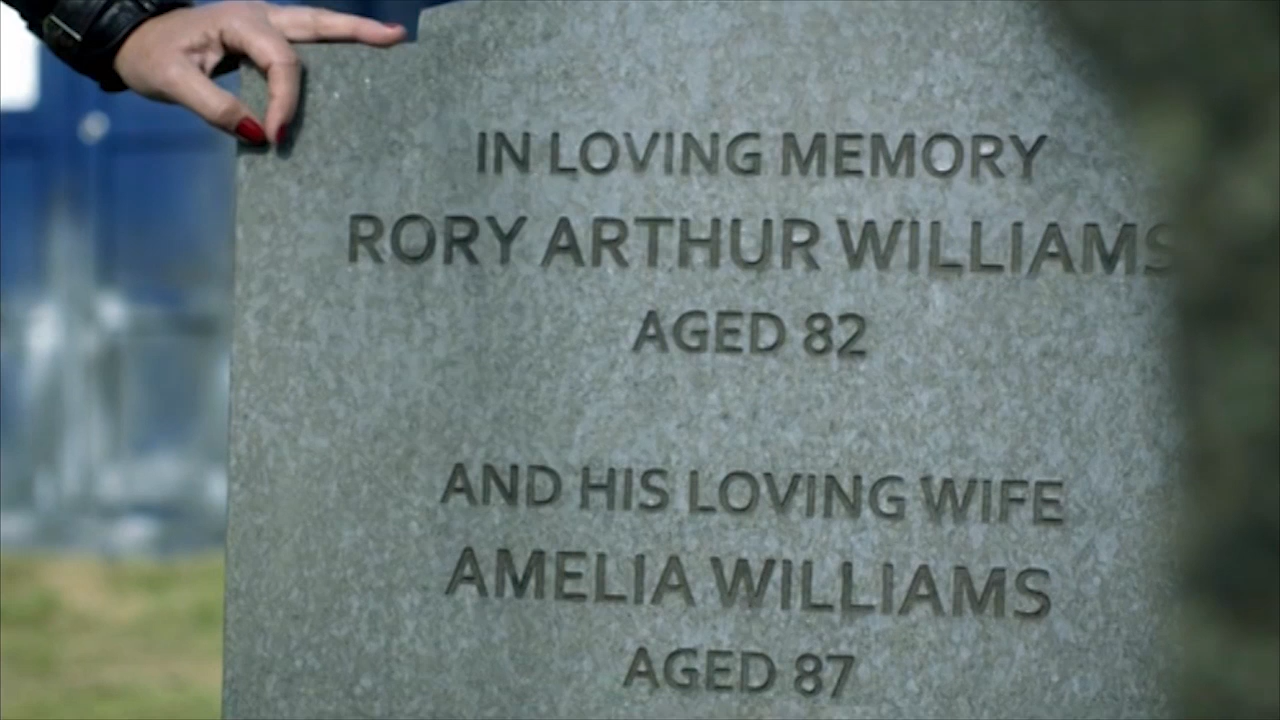 IN LOVING MEMORY
RORY ARTHUR WILLIAMS
AGED 82
AND HIS LOVING WIFE
AMELIA WILLIAMS
AGED 87